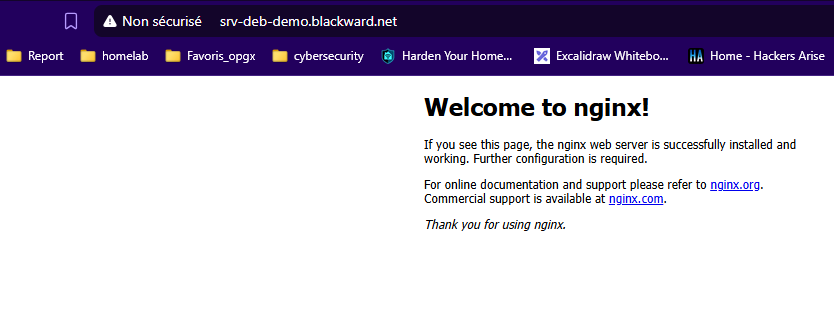 Non sécurisé srv-deb-demo.blackward.net
Report homelab Favoris_opgx cybersecurity Harden Your Home... Excalidraw Whitebo... HA Home - Hackers Arise
Welcome to nginx!
If you see this page, the nginx web server is successfully installed and
working. Further configuration is required.
For online documentation and support please refer to nginx.org.
Commercial support is available at nginx.com.
Thank you for using nginx.